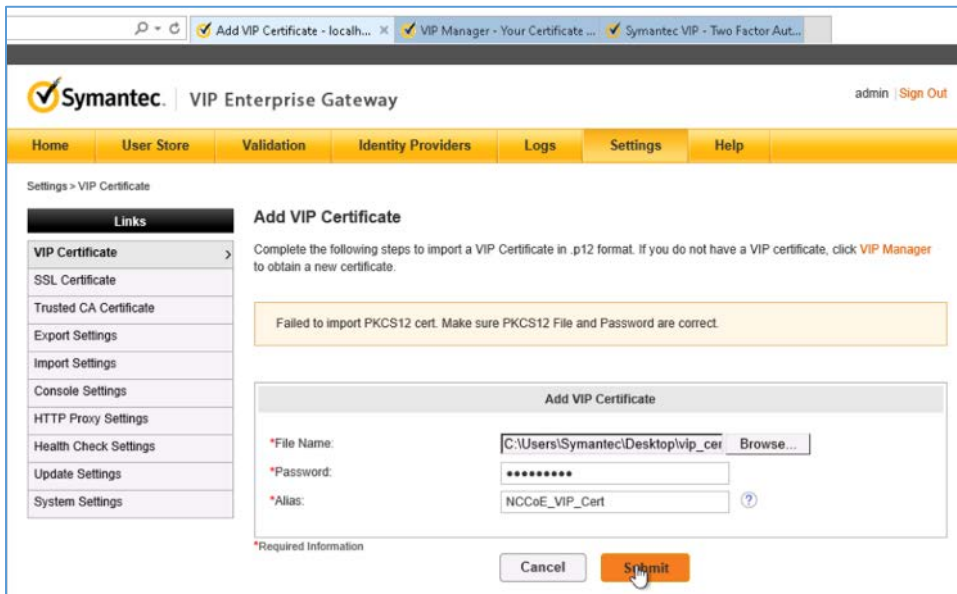 Add VIP Certificate - localh... × VIP Manager - Your Certificate ... Symantec VIP - Two Factor Aut...
Symantec. VIP Enterprise Gateway admin | Sign Out
Home User Store Validation Identity Providers Logs Settings Help
Settings > VIP Certificate
Links
VIP Certificate >
SSL Certificate
Trusted CA Certificate
Export Settings
Import Settings
Console Settings
HTTP Proxy Settings
Health Check Settings
Update Settings
System Settings
Add VIP Certificate
Complete the following steps to import a VIP Certificate in .p12 format. If you do not have a VIP certificate, click VIP Manager
to obtain a new certificate.
Failed to import PKCS12 cert. Make sure PKCS12 File and Password are correct.
Add VIP Certificate
*File Name: C:\Users\Symantec\Desktop\vip_cer Browse...
*Password: •••••••••
*Alias: NCCoE_VIP_Cert ?
*Required Information
Cancel Submit